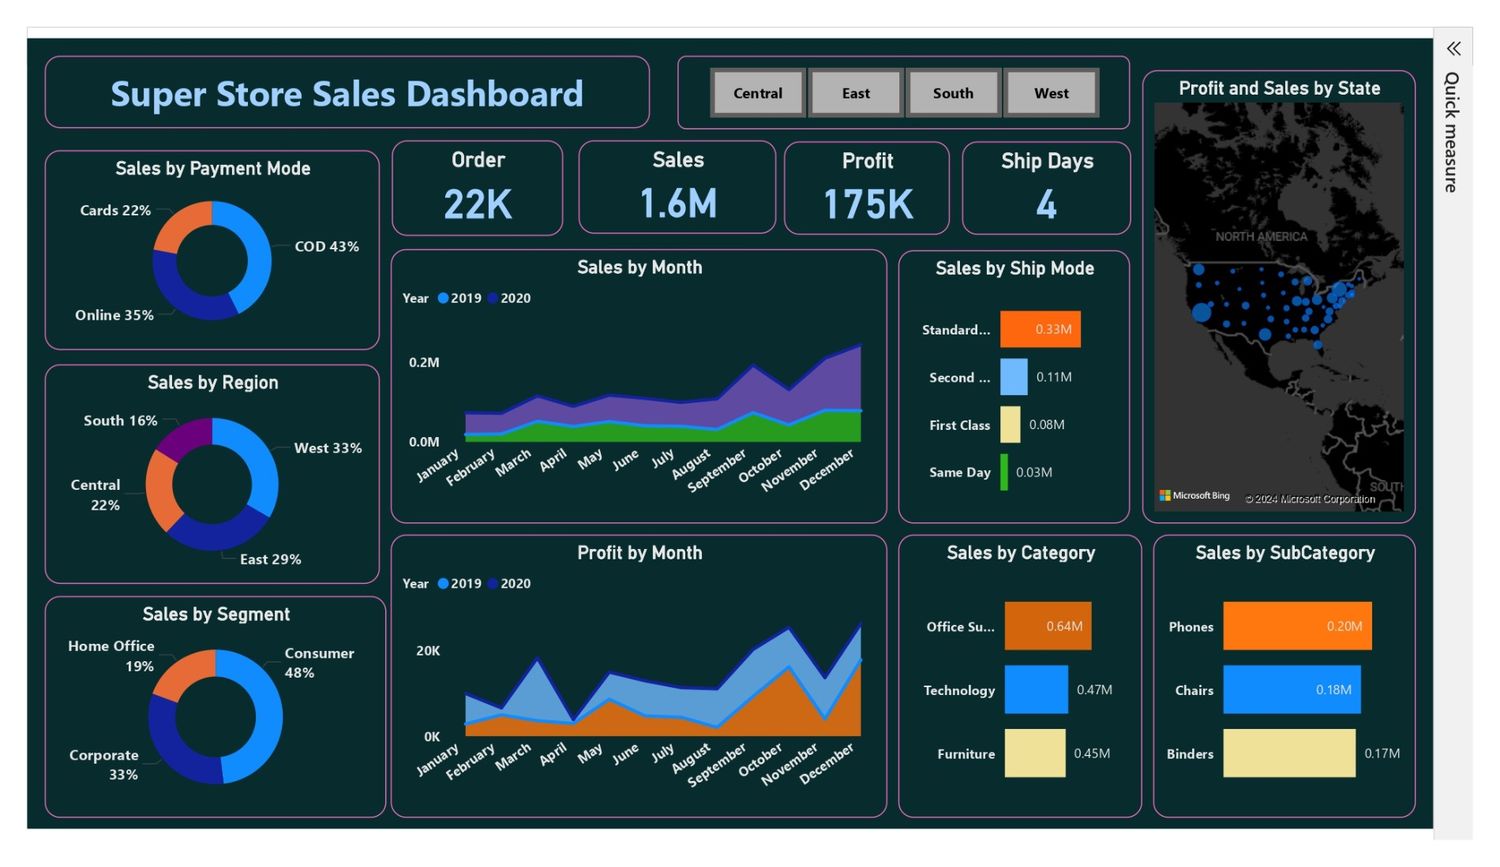 Super Store Sales Dashboard
Central
East
South
West
Quick measure
Sales by Payment Mode
Cards 22%
COD 43%
Online 35%
Order
22K
Sales
1.6M
Profit
175K
Ship Days
4
Profit and Sales by State
NORTH AMERICA
SOUTH
Microsoft Bing
© 2024 Microsoft Corporation
Sales by Region
South 16%
West 33%
Central
22%
East 29%
Sales by Month
Year 2019 2020
0.2M
0.0M
January
February
March
April
May
June
July
August
September
October
November
December
Sales by Ship Mode
Standard... 0.33M
Second ... 0.11M
First Class 0.08M
Same Day 0.03M
Sales by Segment
Home Office
19%
Consumer
48%
Corporate
33%
Profit by Month
Year 2019 2020
20K
0K
January
February
March
April
May
June
July
August
September
October
November
December
Sales by Category
Office Su... 0.64M
Technology 0.47M
Furniture 0.45M
Sales by SubCategory
Phones 0.20M
Chairs 0.18M
Binders 0.17M